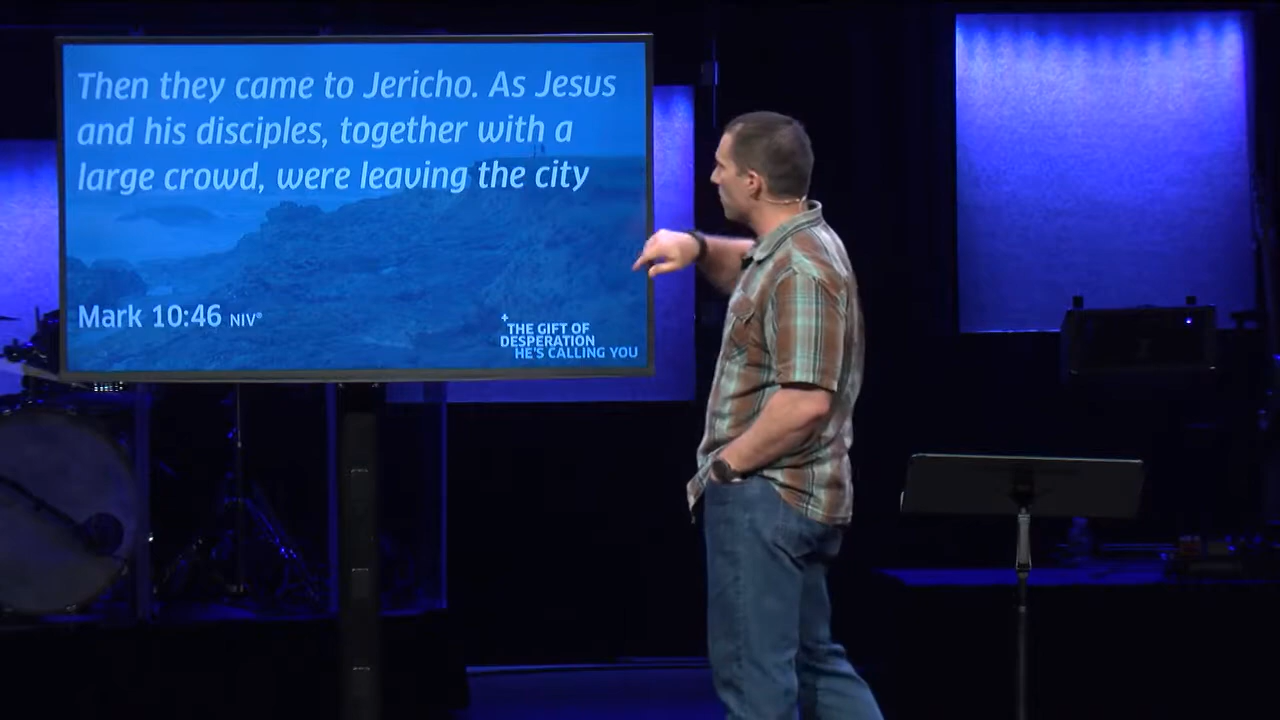 Then they came to Jericho. As Jesus
and his disciples, together with a
large crowd, were leaving the city
Mark 10:46 NIV®
THE GIFT OF
DESPERATION
HE'S CALLING YOU